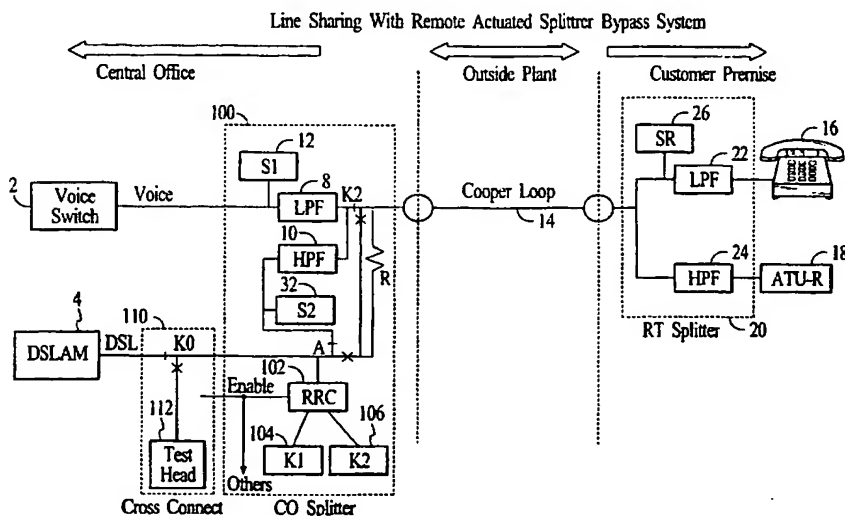 Line Sharing With Remote Actuated Splittrer Bypass System
Central Office
Outside Plant
Customer Premise
100
12
S1
26
SR
16
2
Voice
Switch
Voice
8
LPF
K2
Cooper Loop
14
22
LPF
10
HPF
R
32
S2
24
HPF
18
ATU-R
4
DSLAM
DSL
110
K0
A
RT Splitter
20
102
Enable
RRC
112
Test
Head
104
K1
106
K2
Others
Cross Connect
CO Splitter